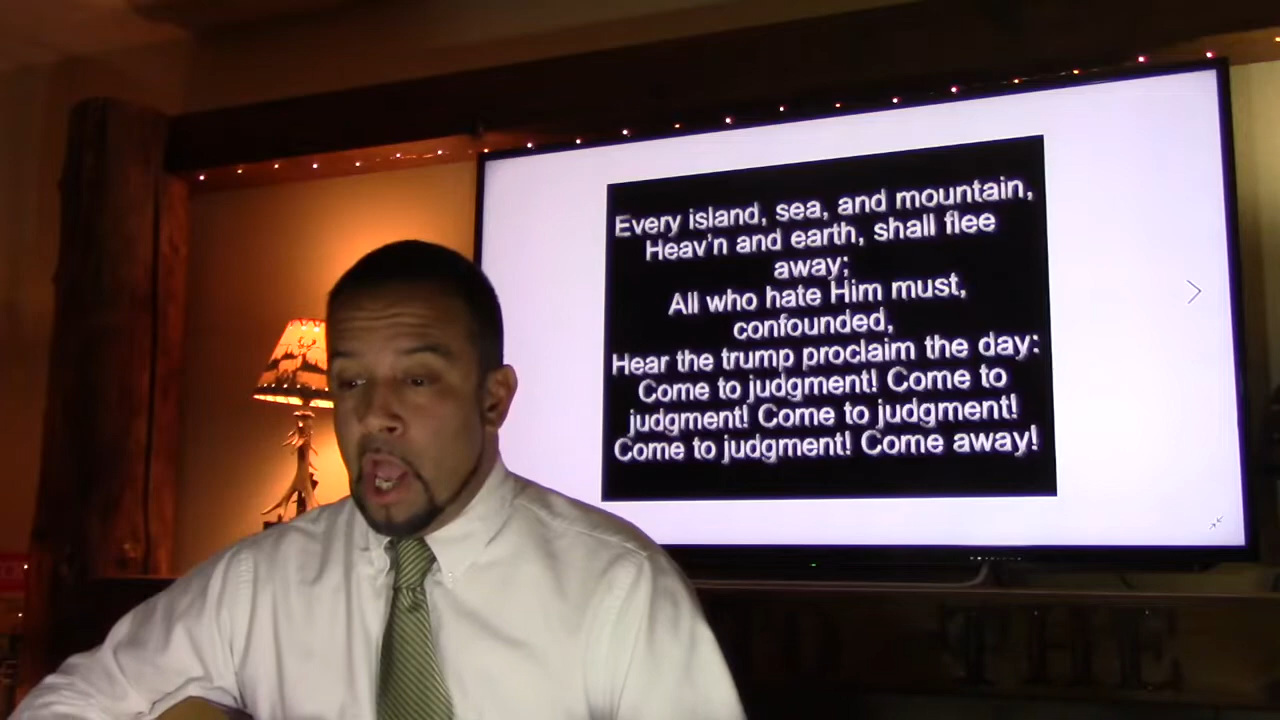 Every island, sea, and mountain,
Heav'n and earth, shall flee
away;
All who hate Him must,
confounded,
Hear the trump proclaim the day:
Come to judgment! Come to
judgment! Come to judgment!
Come to judgment! Come away!
THE